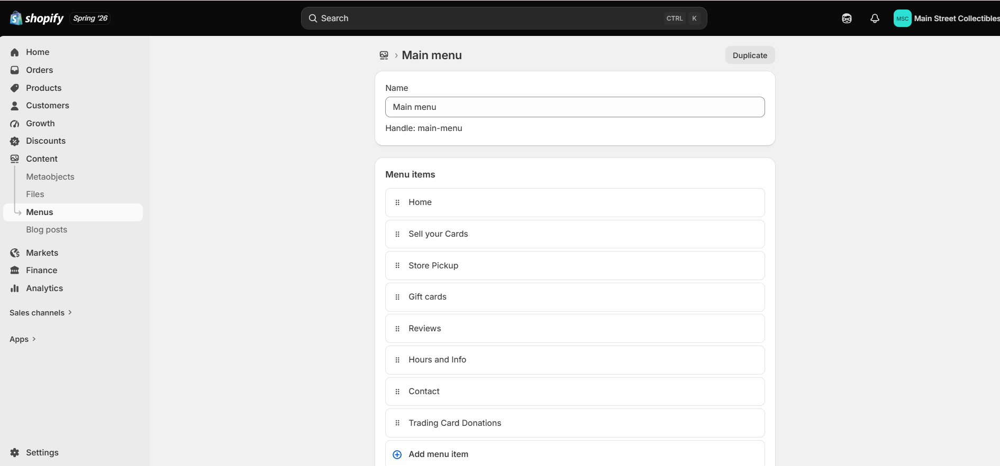 shopify Spring '26
Search CTRL K
MSC Main Street Collectibles
Home
Orders
Products
Customers
Growth
Discounts
Content
Metaobjects
Files
Menus
Blog posts
Markets
Finance
Analytics
Sales channels
Apps
Settings
Main menu
Duplicate
Name
Main menu
Handle: main-menu
Menu items
Home
Sell your Cards
Store Pickup
Gift cards
Reviews
Hours and Info
Contact
Trading Card Donations
Add menu item